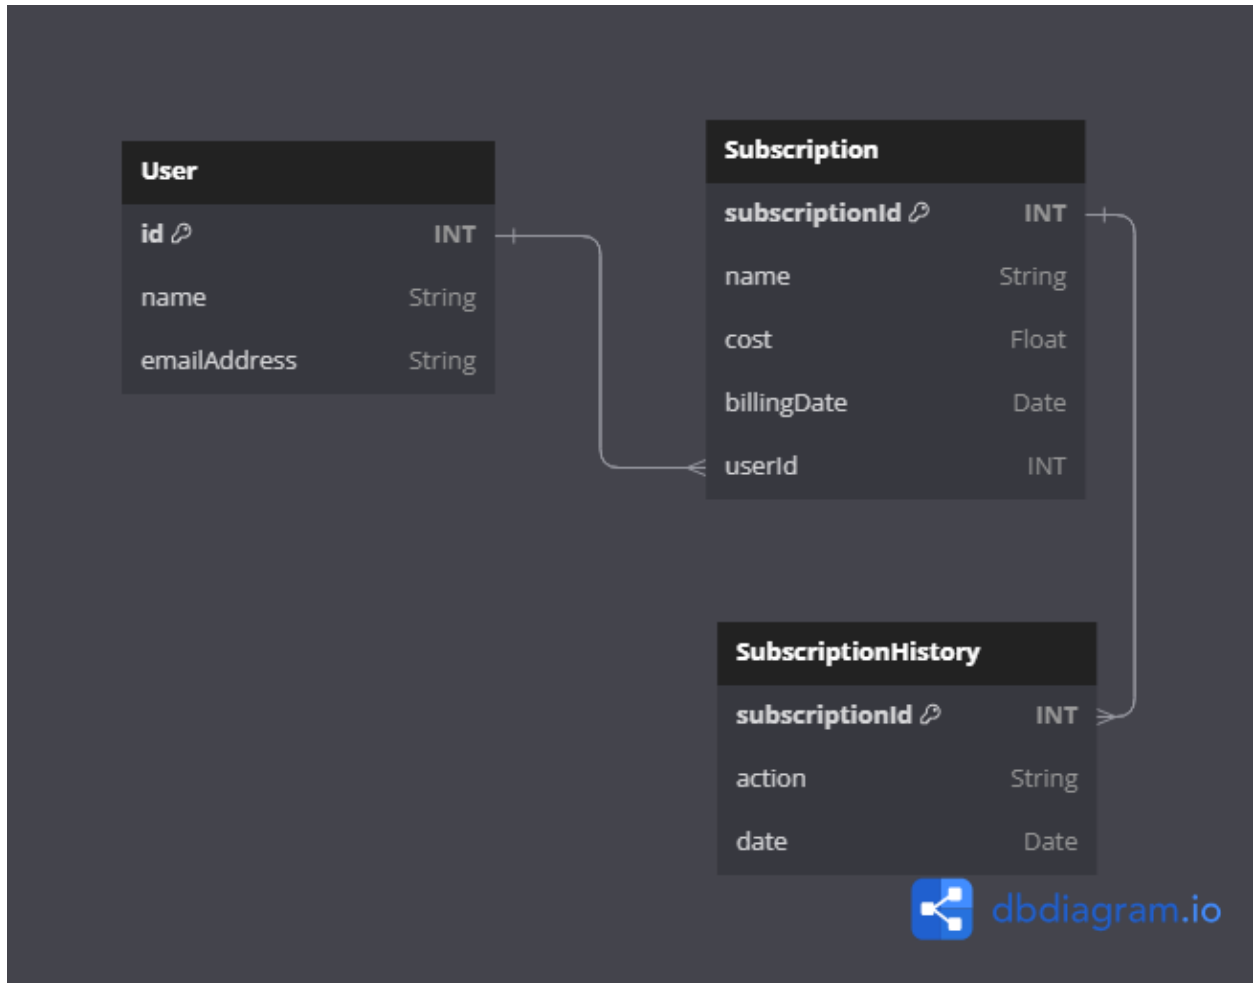 User
id INT
name String
emailAddress String
Subscription
subscriptionId INT
name String
cost Float
billingDate Date
userId INT
SubscriptionHistory
subscriptionId INT
action String
date Date
dbdiagram.io